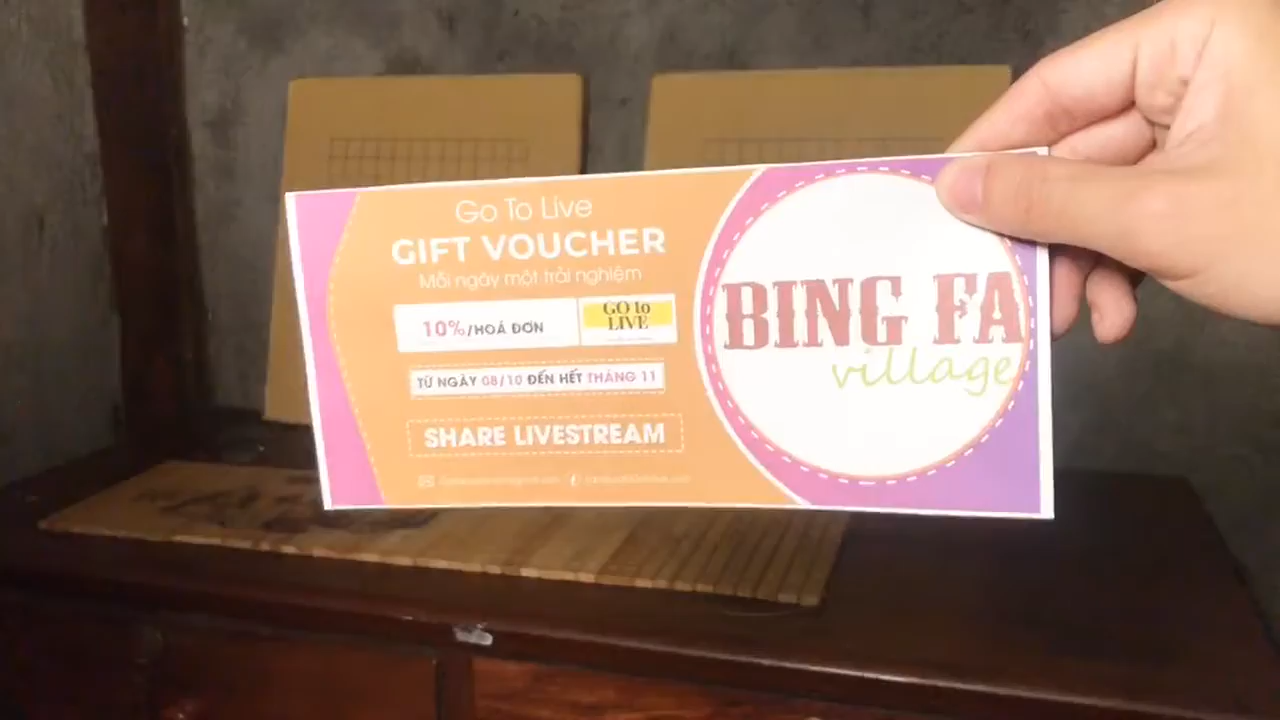 Go To Live
GIFT VOUCHER
Mỗi ngày một trải nghiệm
10%/HOÁ ĐƠN
GO to
LIVE
TỪ NGÀY 08/10 ĐẾN HẾT THÁNG 11
SHARE LIVESTREAM
BING FA
village